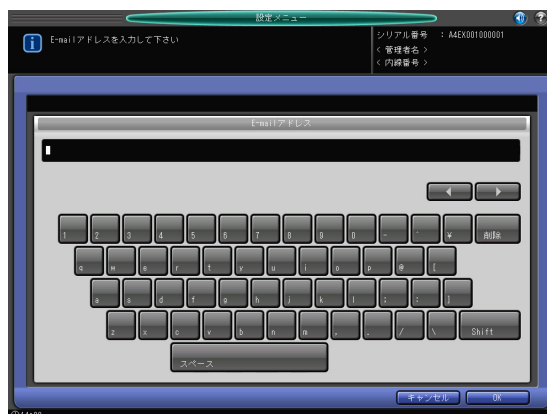 設定メニュー
E-mailアドレスを入力して下さい
シリアル番号 : A4EX001000001
< 管理者名 >
< 内線番号 >
E-mailアドレス
1 2 3 4 5 6 7 8 9 0 - ^ ¥ 削除
q w e r t y u i o p @ [
a s d f g h j k l ; : ]
z x c v b n m , . / \ Shift
スペース
キャンセル OK